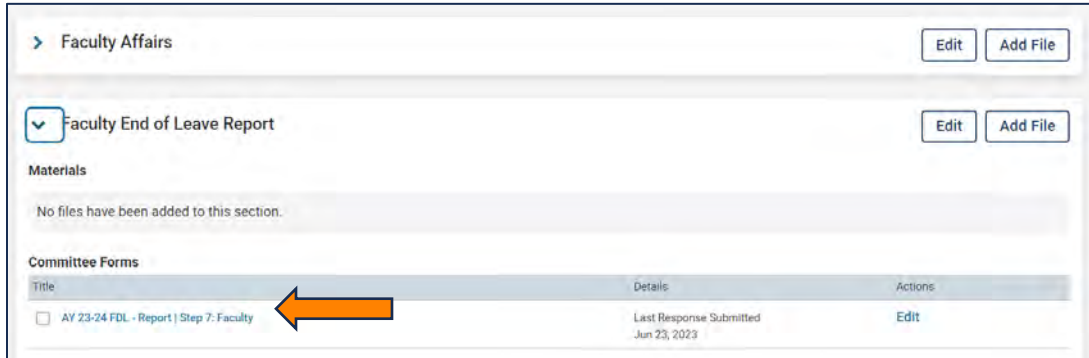 Faculty Affairs Edit Add File
Faculty End of Leave Report Edit Add File
Materials
No files have been added to this section.
Committee Forms
Title Details Actions
AY 23-24 FDL - Report | Step 7: Faculty Last Response Submitted Edit
Jun 23, 2023